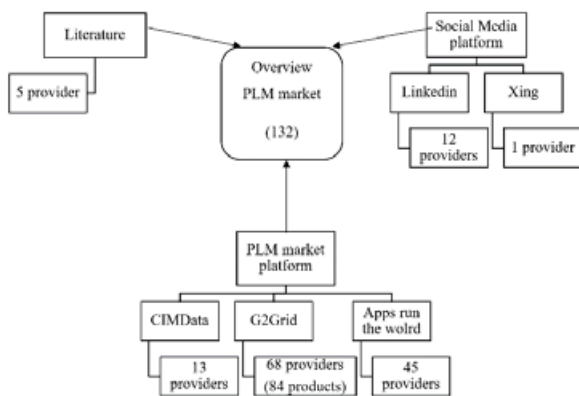 Literature
5 provider
Overview
PLM market
(132)
Social Media
platform
Linkedin
Xing
12
providers
1 provider
PLM market
platform
CIMData
G2Grid
Apps run
the wolrd
13
providers
68 providers
(84 products)
45
providers